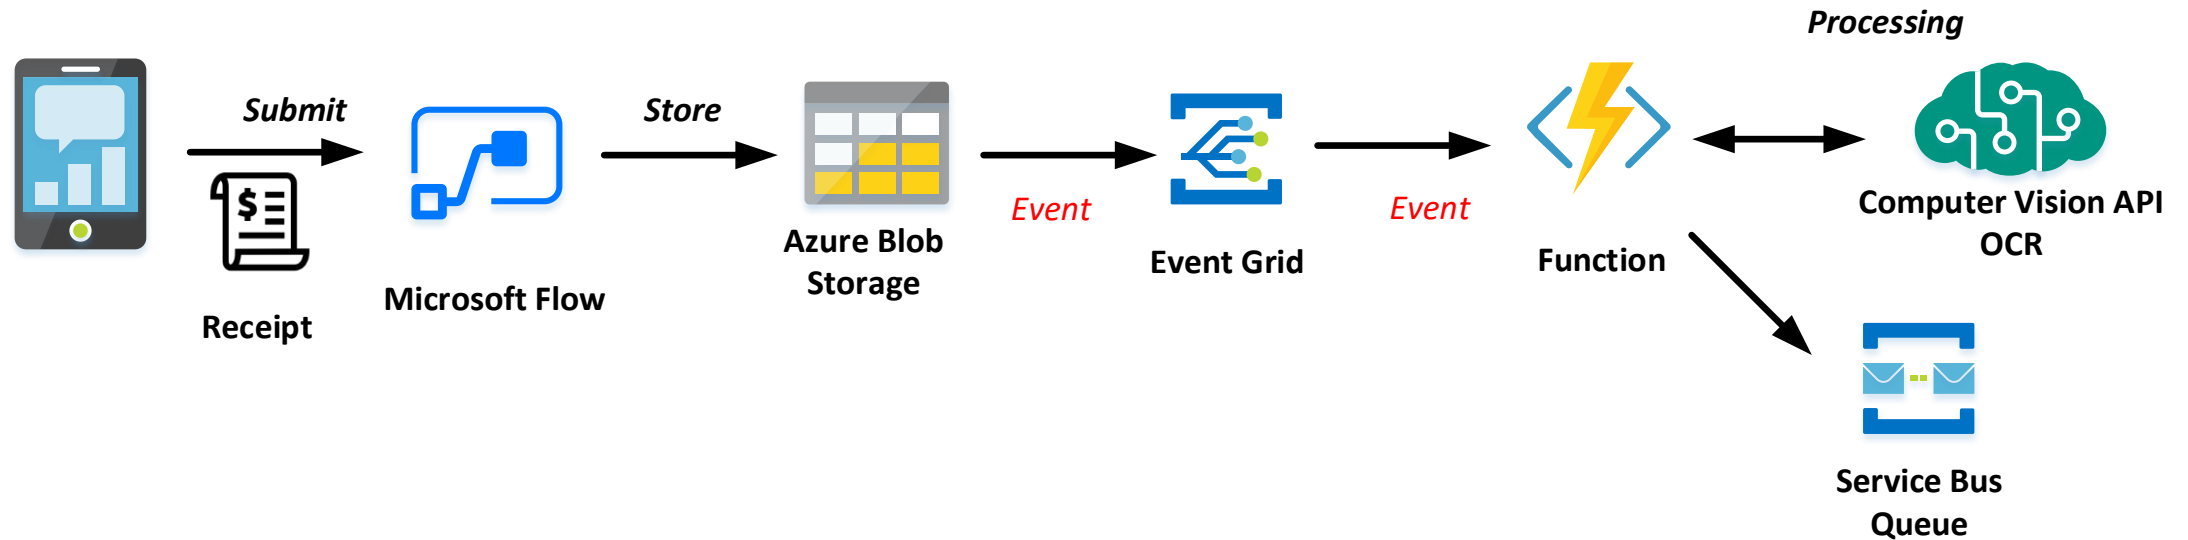 Processing
Submit
Store
$
Receipt
Microsoft Flow
Azure Blob
Storage
Event
Event Grid
Event
Function
Computer Vision API
OCR
Service Bus
Queue